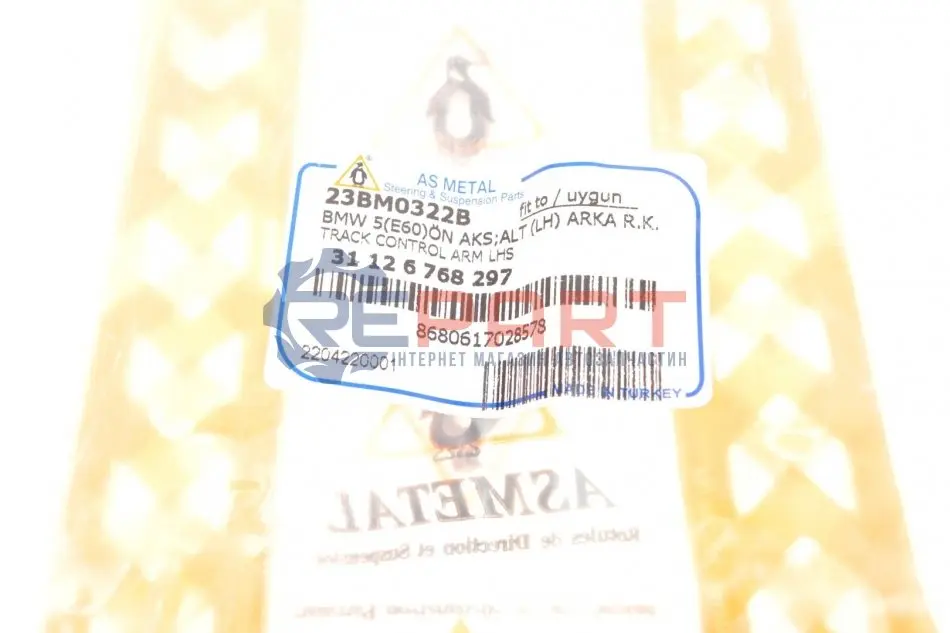 AS METAL
Steering & Suspension Parts
23BM0322B
fit to / uygun
BMW 5(E60)ÖN AKS;ALT (LH) ARKA R.K.
TRACK CONTROL ARM LHS
31 12 6 768 297
REPART
8680617028578
ІНТЕРНЕТ МАГАЗИН АВТОЗАПЧАСТИН
2204220001
MADE IN TURKEY
ASMETAL
Rotules de Direction et Suspension